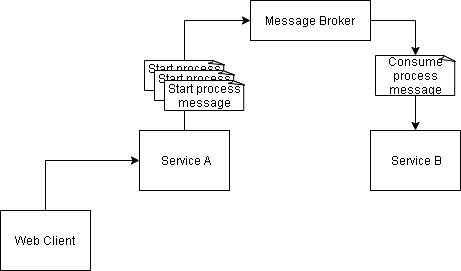 Message Broker
Start process
Start process
Start process
message
Consume
process
message
Service A
Service B
Web Client